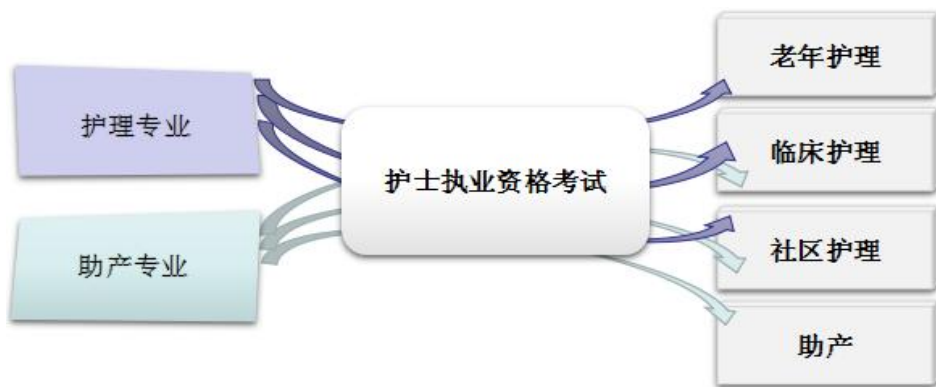 护理专业
助产专业
护士执业资格考试
老年护理
临床护理
社区护理
助产